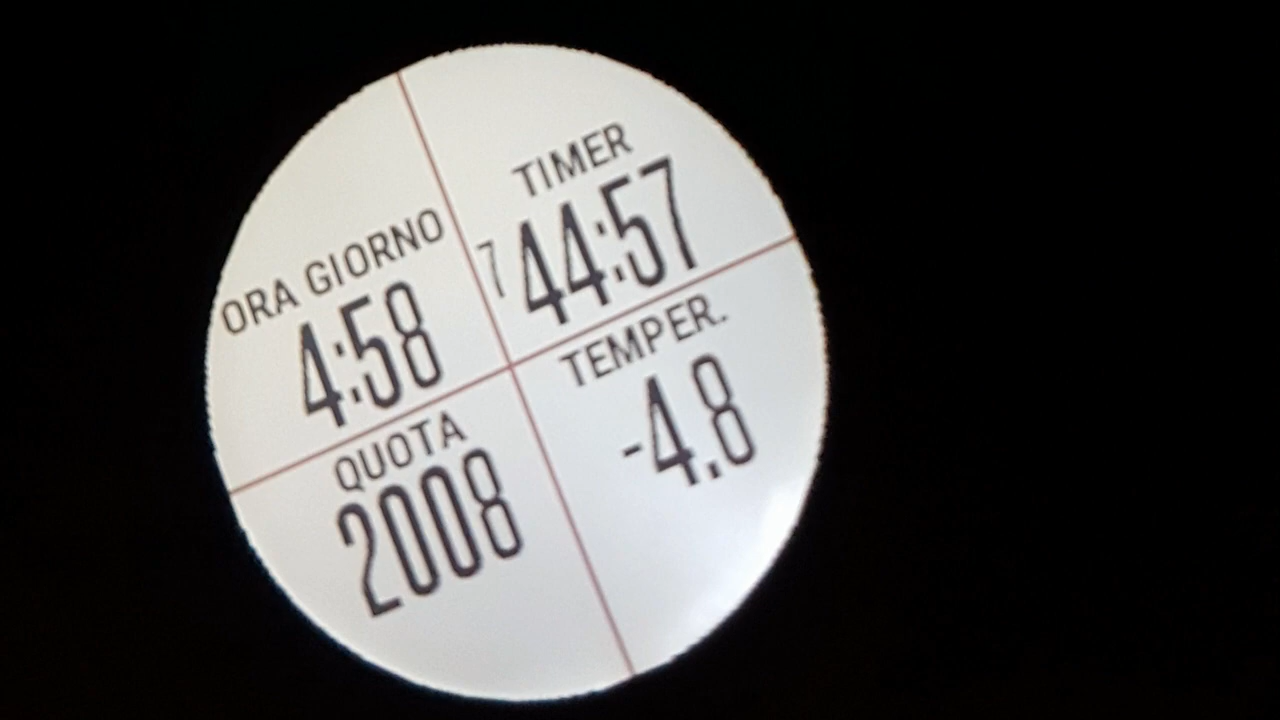 ORA GIORNO
4:58
TIMER
7 44:57
QUOTA
2008
TEMPER.
-4.8